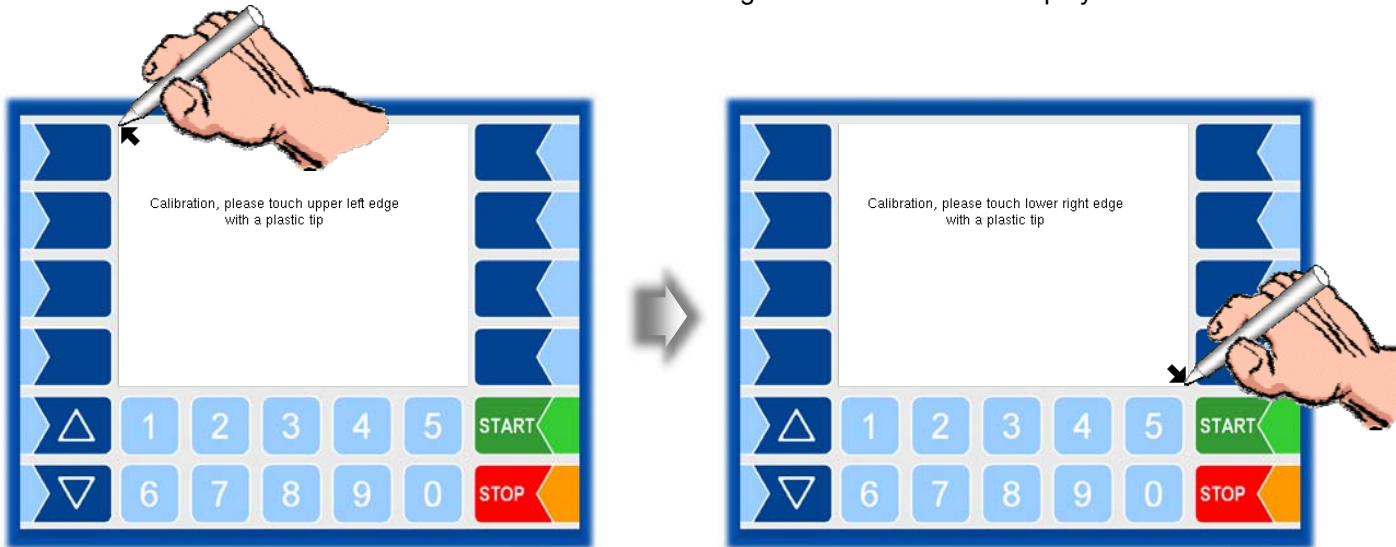 Calibration, please touch upper left edge
with a plastic tip
1 2 3 4 5 START
6 7 8 9 0 STOP
Calibration, please touch lower right edge
with a plastic tip
1 2 3 4 5 START
6 7 8 9 0 STOP